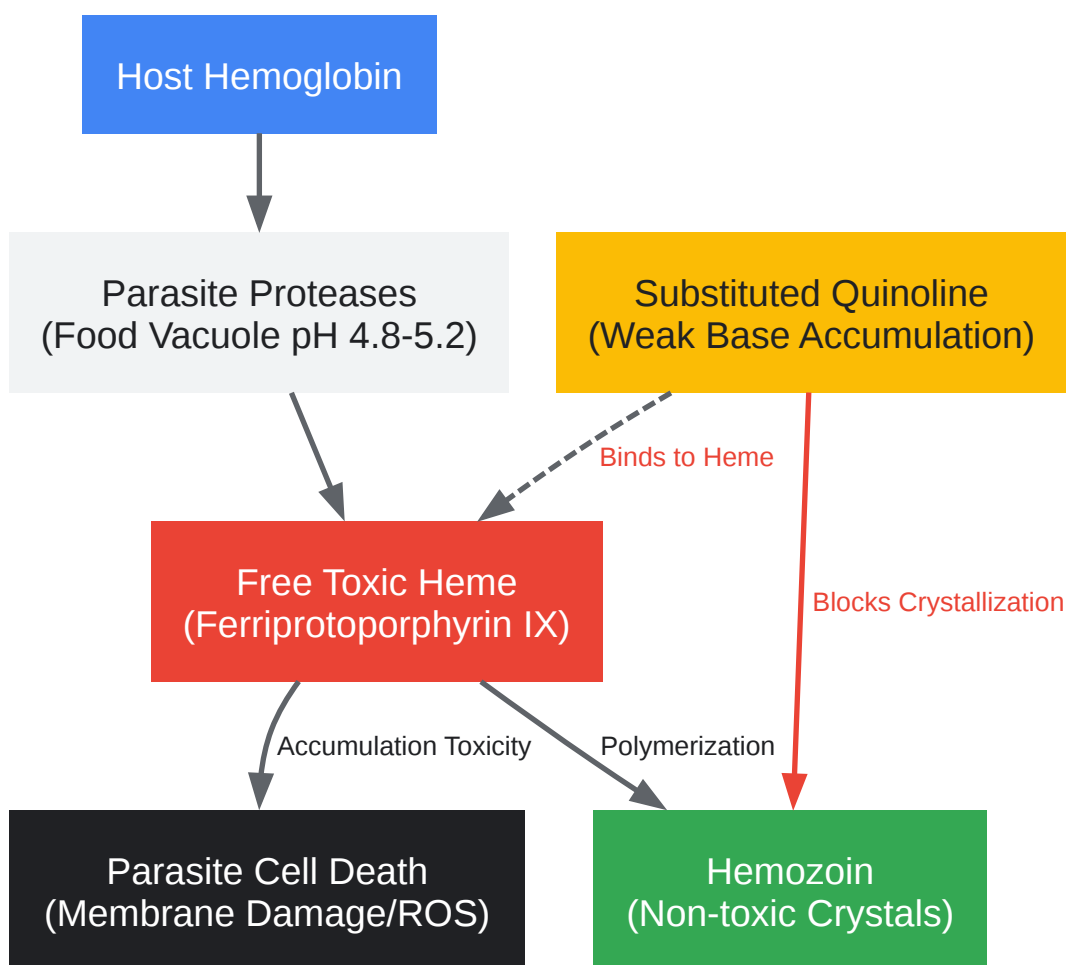 Host Hemoglobin
Parasite Proteases
(Food Vacuole pH 4.8-5.2)
Substituted Quinoline
(Weak Base Accumulation)
Binds to Heme
Free Toxic Heme
(Ferriprotoporphyrin IX)
Blocks Crystallization
Accumulation Toxicity
Polymerization
Parasite Cell Death
(Membrane Damage/ROS)
Hemozoin
(Non-toxic Crystals)